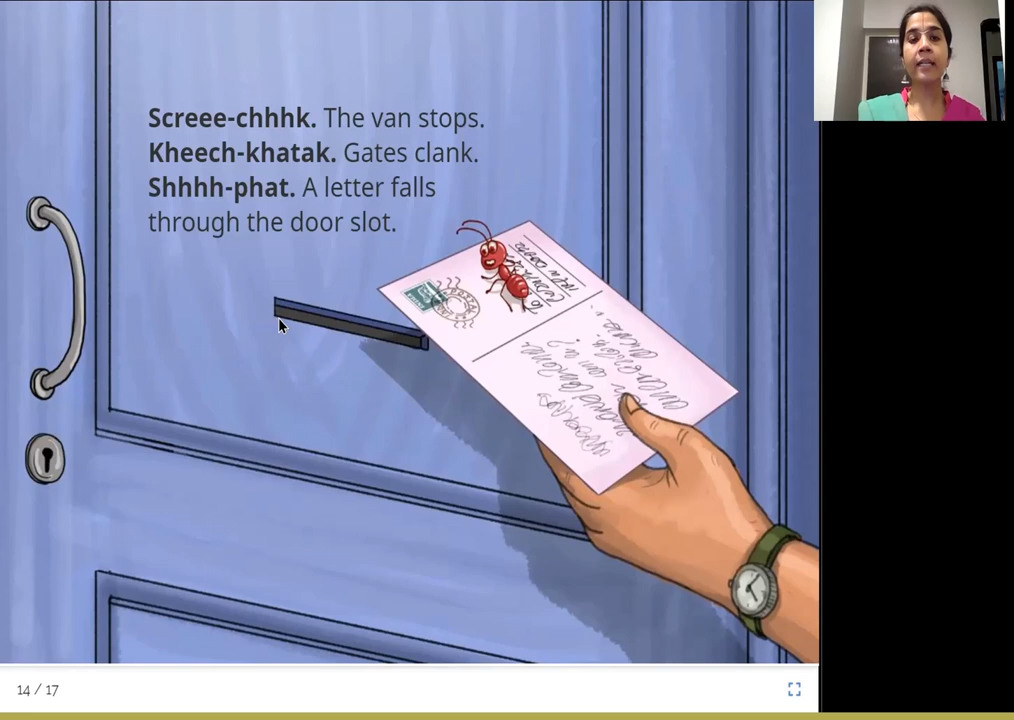 Screee-chhhk. The van stops.
Kheech-khatak. Gates clank.
Shhhh-phat. A letter falls
through the door slot.
To
14 / 17